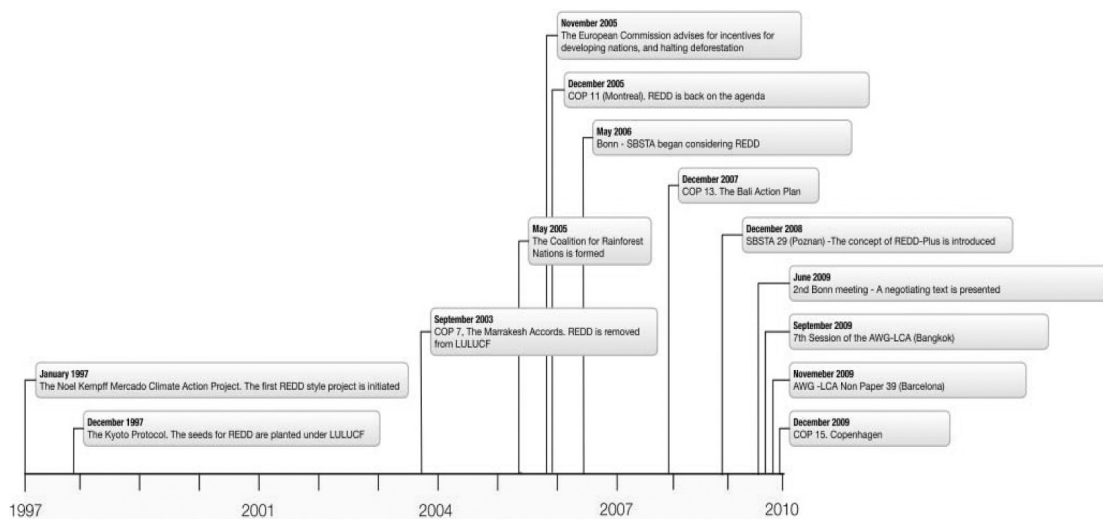 November 2005
The European Commission advises for incentives for
developing nations, and halting deforestation
December 2005
COP 11 (Montreal). REDD is back on the agenda
May 2006
Bonn - SBSTA began considering REDD
December 2007
COP 13. The Bali Action Plan
May 2005
The Coalition for Rainforest
Nations is formed
December 2008
SBSTA 29 (Poznan) -The concept of REDD-Plus is introduced
June 2009
2nd Bonn meeting - A negotiating text is presented
September 2003
COP 7, The Marrakesh Accords. REDD is removed
from LULUCF
September 2009
7th Session of the AWG-LCA (Bangkok)
January 1997
The Noel Kempff Mercado Climate Action Project. The first REDD style project is initiated
Novemeber 2009
AWG -LCA Non Paper 39 (Barcelona)
December 1997
The Kyoto Protocol. The seeds for REDD are planted under LULUCF
December 2009
COP 15. Copenhagen
1997 2001 2004 2007 2010